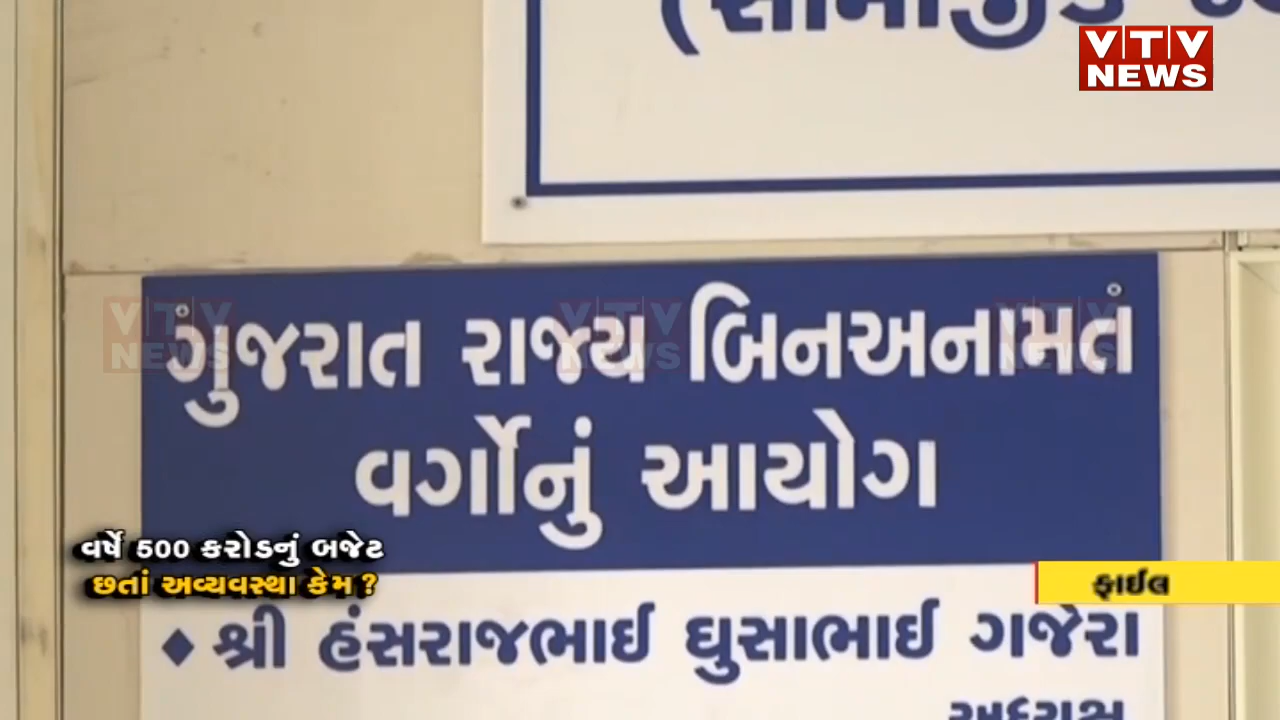 (સામાજીક
VTV
NEWS
ગુજરાત રાજ્ય બિનઅનામત
વર્ગોનું આયોગ
વર્ષે 500 કરોડનું બજેટ
છતાં અવ્યવસ્થા કેમ?
ફાઈલ
◆ શ્રી હંસરાજભાઈ ઘુસાભાઈ ગજેરા